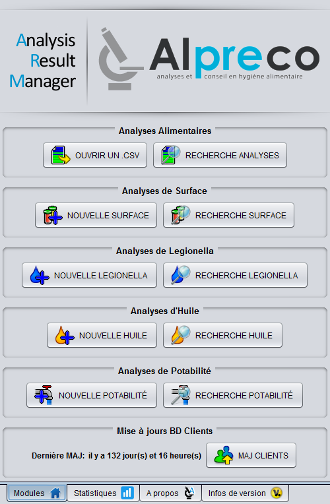 Analysis
Result
Manager
Alpreco
analyses et conseil en hygiène alimentaire
Analyses Alimentaires
OUVRIR UN .CSV
RECHERCHE ANALYSES
Analyses de Surface
NOUVELLE SURFACE
RECHERCHE SURFACE
Analyses de Legionella
NOUVELLE LEGIONELLA
RECHERCHE LEGIONELLA
Analyses d'Huile
NOUVELLE HUILE
RECHERCHE HUILE
Analyses de Potabilité
NOUVELLE POTABILITÉ
RECHERCHE POTABILITÉ
Mise à jours BD Clients
Dernière MAJ: il y a 132 jour(s) et 16 heure(s)
MAJ CLIENTS
Modules
Statistiques
A propos
Infos de version